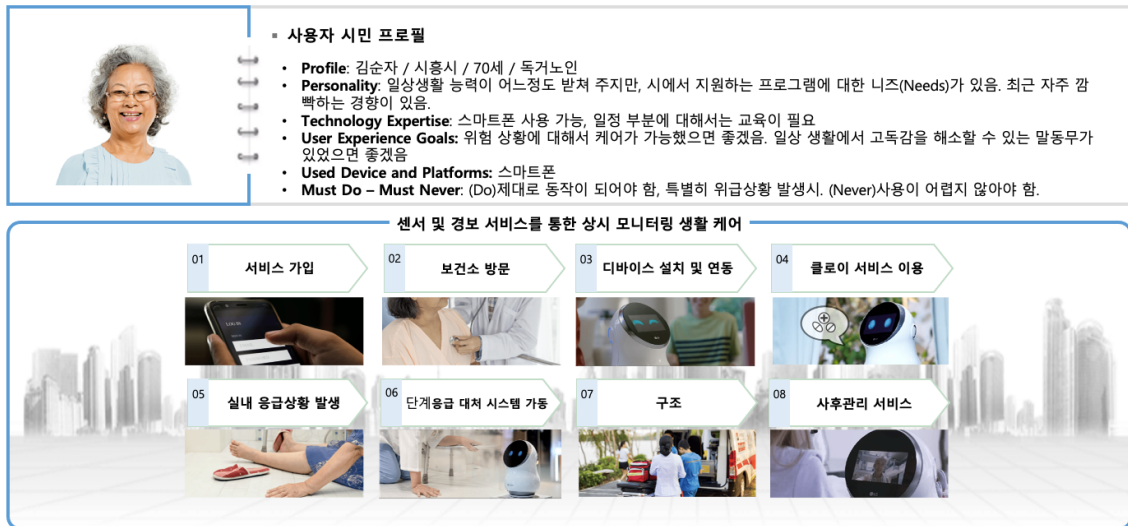 ▪ 사용자 시민 프로필
• Profile: 김순자 / 시흥시 / 70세 / 독거노인
• Personality: 일상생활 능력이 어느정도 받쳐 주지만, 시에서 지원하는 프로그램에 대한 니즈(Needs)가 있음. 최근 자주 깜
빡하는 경향이 있음.
• Technology Expertise: 스마트폰 사용 가능, 일정 부분에 대해서는 교육이 필요
• User Experience Goals: 위험 상황에 대해서 케어가 가능했으면 좋겠음. 일상 생활에서 고독감을 해소할 수 있는 말동무가
있었으면 좋겠음
• Used Device and Platforms: 스마트폰
• Must Do – Must Never: (Do)제대로 동작이 되어야 함, 특별히 위급상황 발생시. (Never)사용이 어렵지 않아야 함.
센서 및 경보 서비스를 통한 상시 모니터링 생활 케어
01 서비스 가입
02 보건소 방문
03 디바이스 설치 및 연동
04 클로이 서비스 이용
LOG IN
05 실내 응급상황 발생
06 단계응급 대처 시스템 가동
07 구조
08 사후관리 서비스
LG